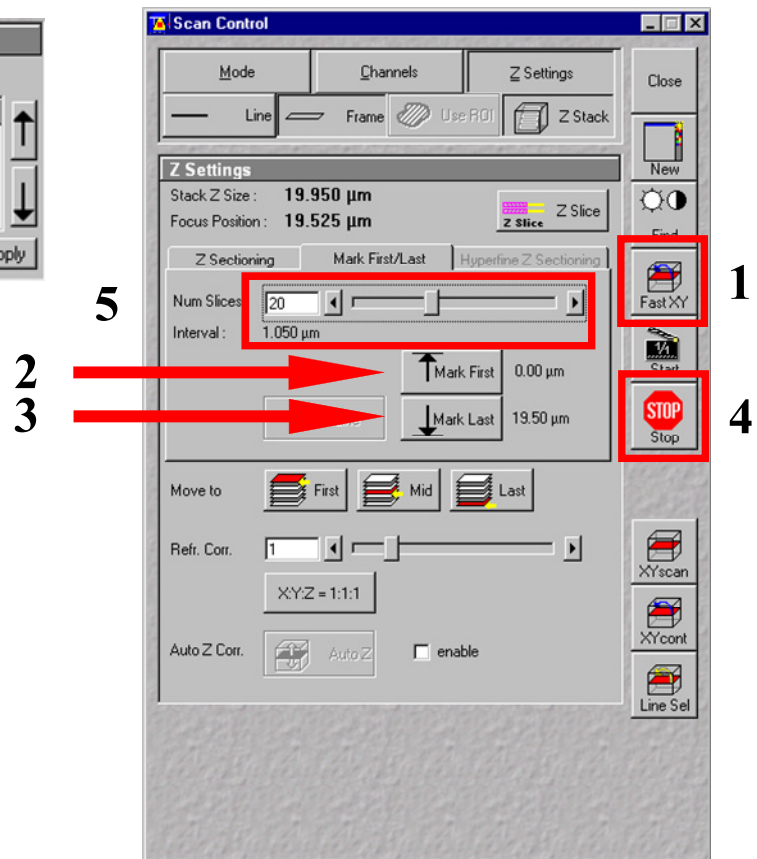 Scan Control
Mode Channels Z Settings Close
Line Frame Use ROI Z Stack
New
Z Settings
Stack Z Size : 19.950 µm
Focus Position : 19.525 µm
Z Slice Z Slice
Find
pply
Z Sectioning Mark First/Last Hyperfine Z Sectioning
Fast XY
1
5
Num Slices 20
Interval : 1.050 µm
1/1
Start
2
Mark First 0.00 µm
3
Mark Last 19.50 µm
STOP
Stop
4
Move to First Mid Last
Refr. Corr. 1
XYscan
X:Y:Z = 1:1:1
XYcont
Auto Z Corr. Auto Z enable
Line Sel